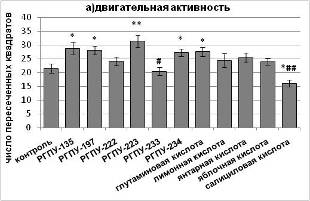 а)двигательная активность
число пересеченных квадратов
40
35
30
25
20
15
10
5
0
*
*
**
#
*
*
*##
контроль
РГПУ-135
РГПУ-197
РГПУ-222
РГПУ-223
РГПУ-233
РГПУ-234
глутаминовая кислота
лимонная кислота
янтарная кислота
яблочная кислота
салициловая кислота